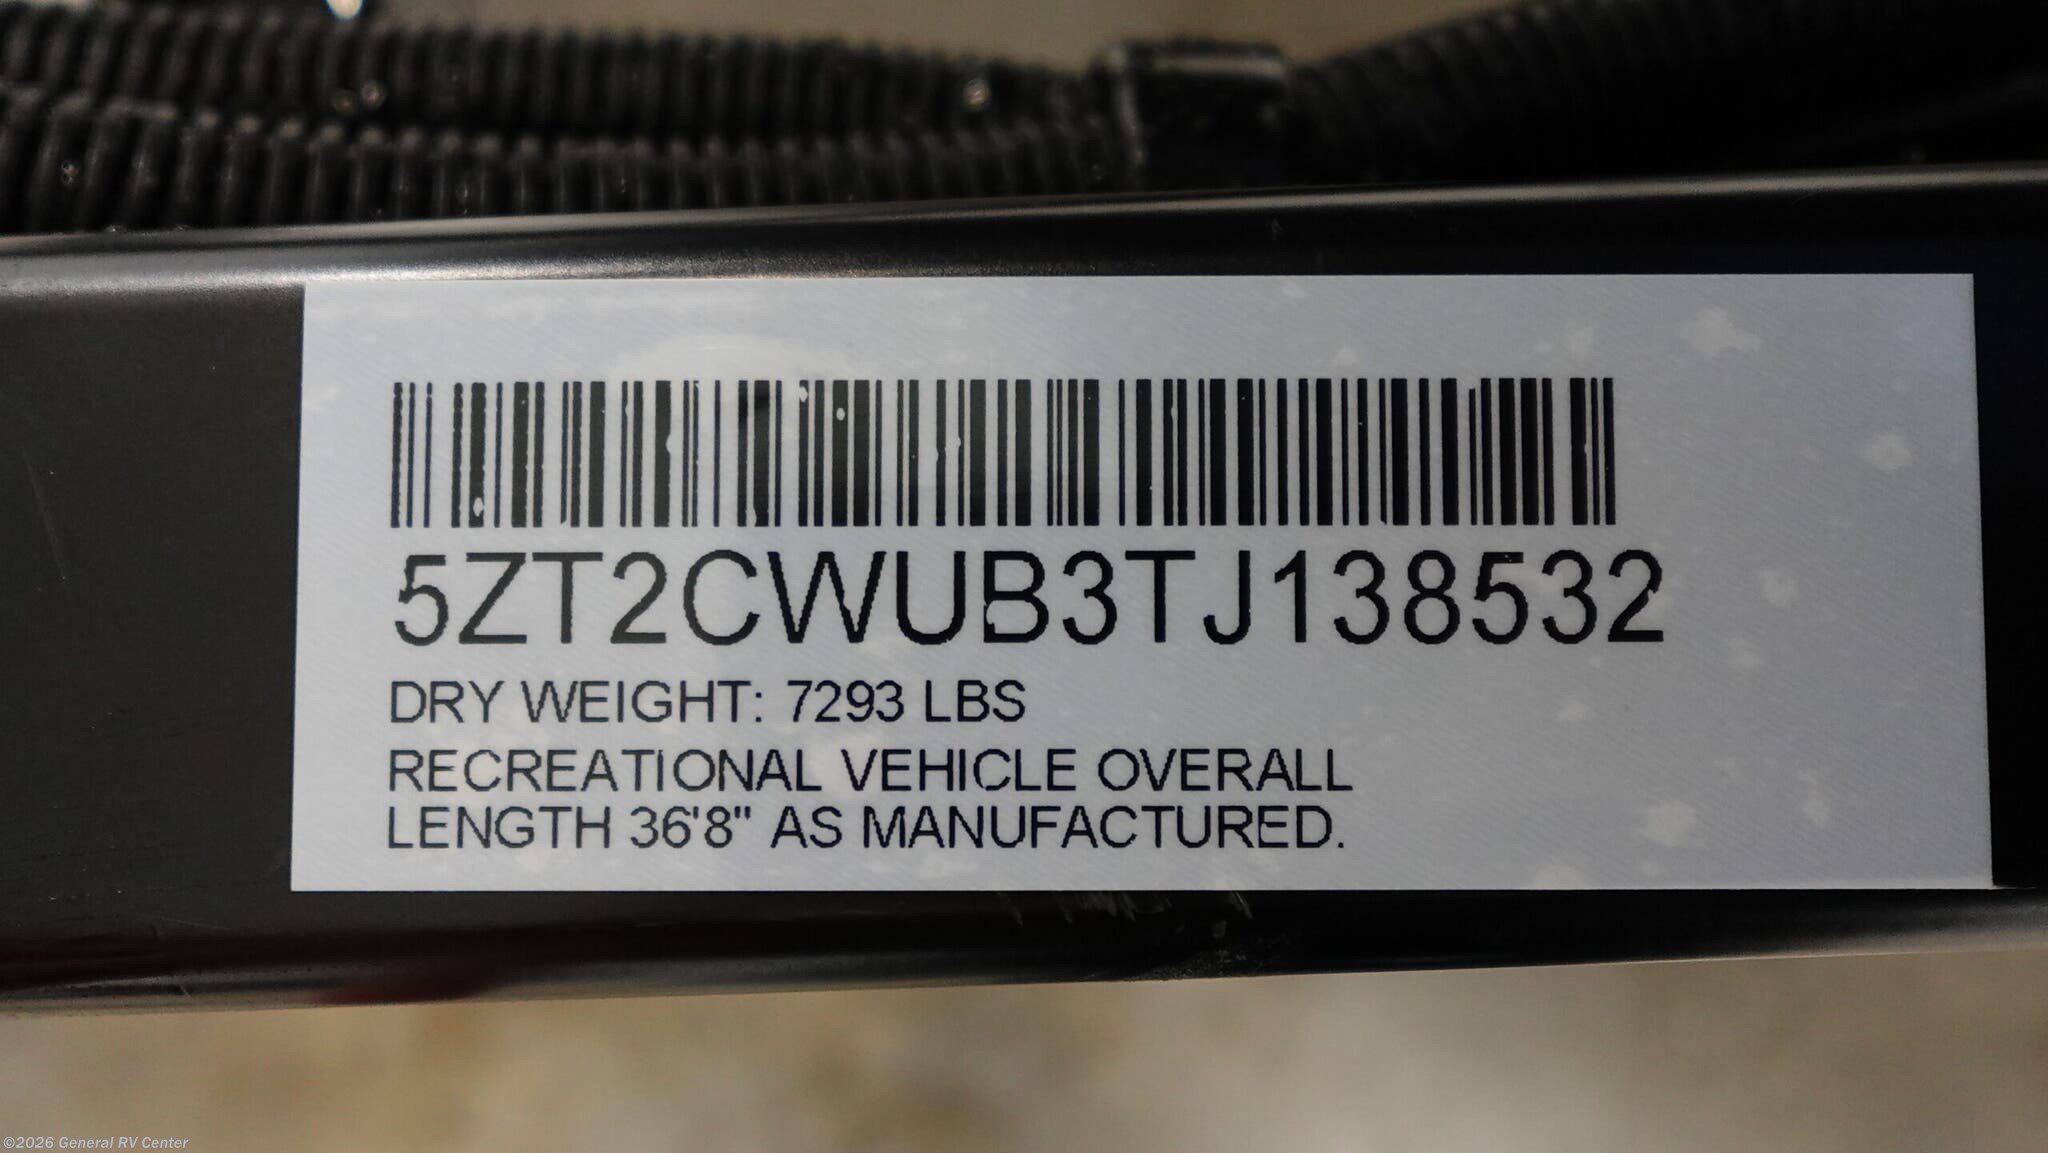 5ZT2CWUB3TJ138532
DRY WEIGHT: 7293 LBS
RECREATIONAL VEHICLE OVERALL
LENGTH 36'8" AS MANUFACTURED.
©2026 General RV Center